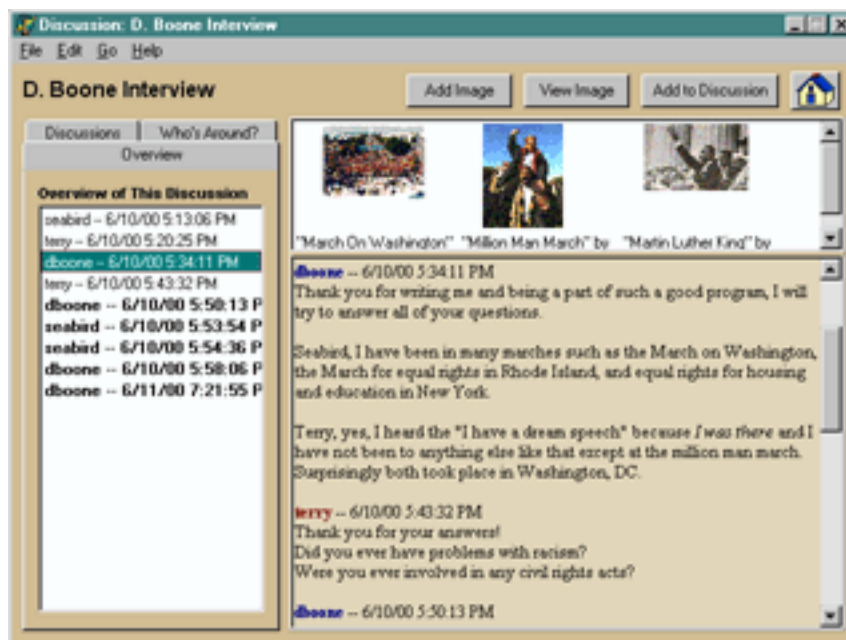 Discussion: D. Boone Interview
File Edit Go Help
D. Boone Interview
Add Image View Image Add to Discussion
Discussions Who's Around?
Overview
Overview of This Discussion
seabird -- 6/10/00 5:13:06 PM
terry -- 6/10/00 5:20:25 PM
dboone -- 6/10/00 5:34:11 PM
terry -- 6/10/00 5:43:32 PM
dboone -- 6/10/00 5:50:13 P
seabird -- 6/10/00 5:53:54 P
seabird -- 6/10/00 5:54:36 P
dboone -- 6/10/00 5:58:06 P
dboone -- 6/11/00 7:21:55 P
"March On Washington" "Million Man March" by "Martin Luther King" by
dboone -- 6/10/00 5:34:11 PM
Thank you for writing me and being a part of such a good program, I will
try to answer all of your questions.
Seabird, I have been in many marches such as the March on Washington,
the March for equal rights in Rhode Island, and equal rights for housing
and education in New York.
Terry, yes, I heard the "I have a dream speech" because I was there and I
have not been to anything else like that except at the million man march.
Surprisingly both took place in Washington, DC.
terry -- 6/10/00 5:43:32 PM
Thank you for your answers!
Did you ever have problems with racism?
Were you ever involved in any civil rights acts?
dboone -- 6/10/00 5:50:13 PM